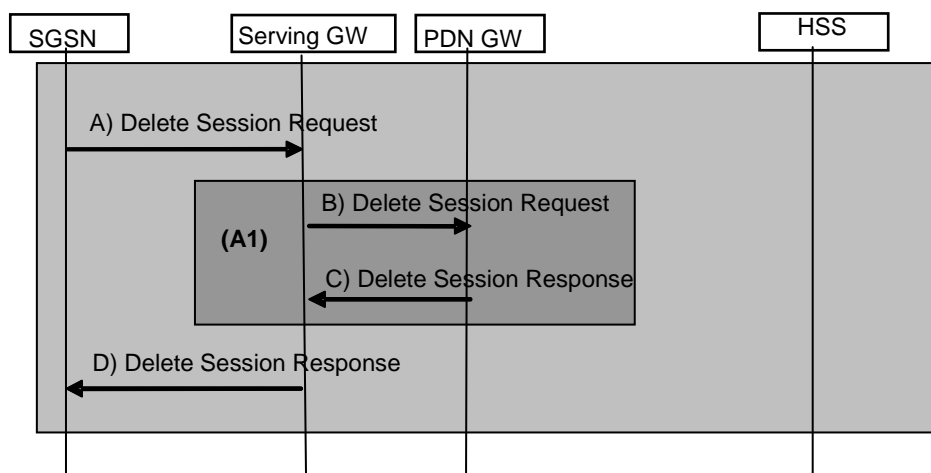 SGSN
Serving GW
PDN GW
HSS
A) Delete Session Request
B) Delete Session Request
(A1)
C) Delete Session Response
D) Delete Session Response